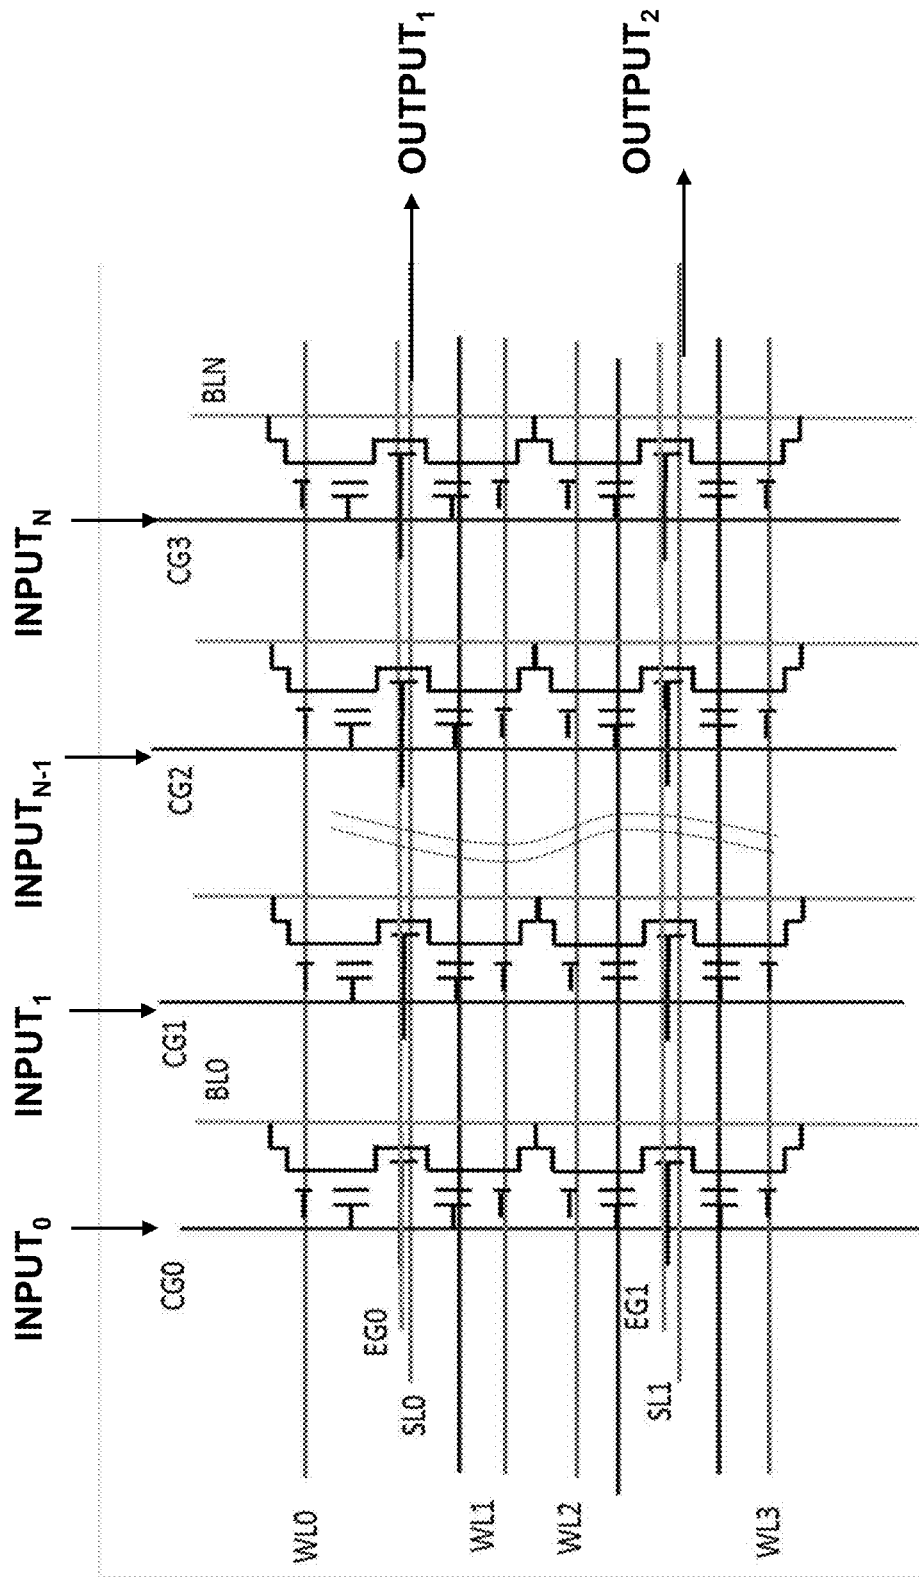 INPUT0
INPUT1
INPUTN-1
INPUTN
CG0
CG1
CG2
CG3
BL0
BLN
WL0
EG0
SL0
WL1
WL2
EG1
SL1
WL3
OUTPUT1
OUTPUT2